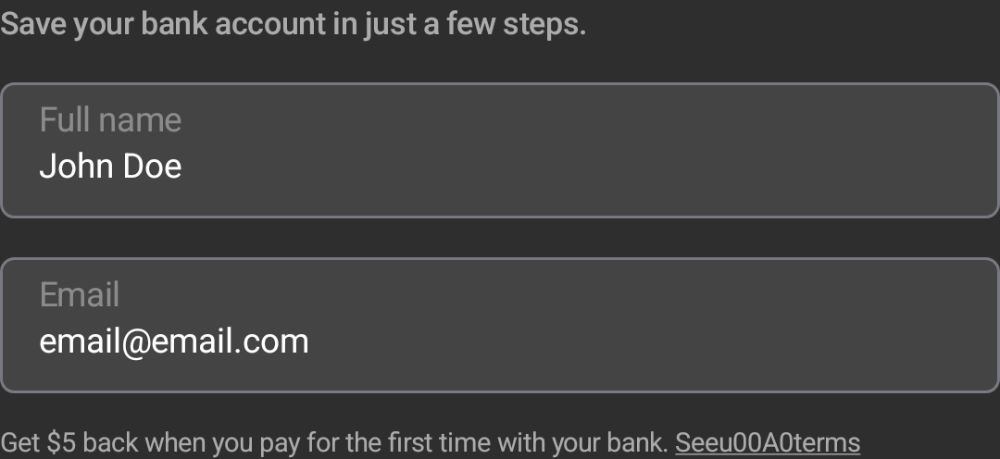 Save your bank account in just a few steps.
Full name
John Doe
Email
email@email.com
Get $5 back when you pay for the first time with your bank. Seeu00A0terms